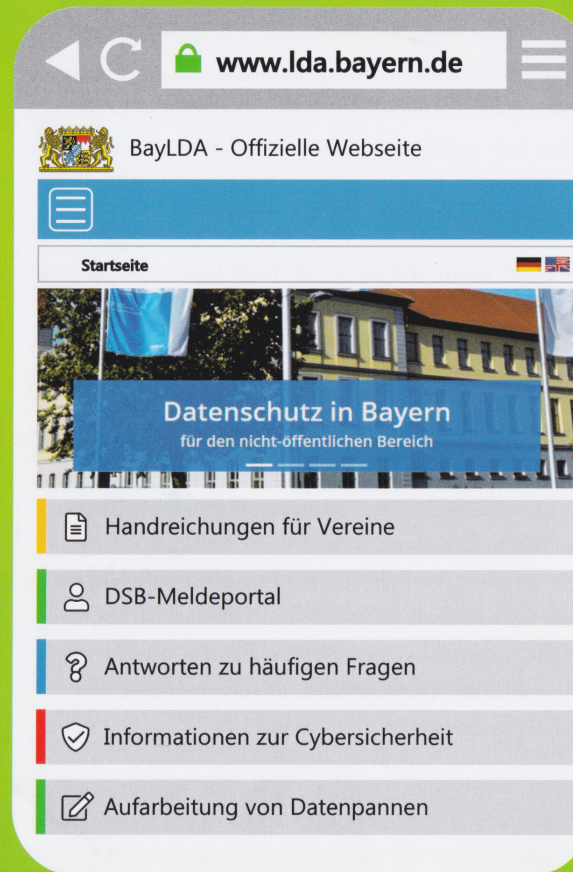 www.lda.bayern.de
BayLDA - Offizielle Webseite
Startseite
Datenschutz in Bayern
für den nicht-öffentlichen Bereich
Handreichungen für Vereine
DSB-Meldeportal
Antworten zu häufigen Fragen
Informationen zur Cybersicherheit
Aufarbeitung von Datenpannen